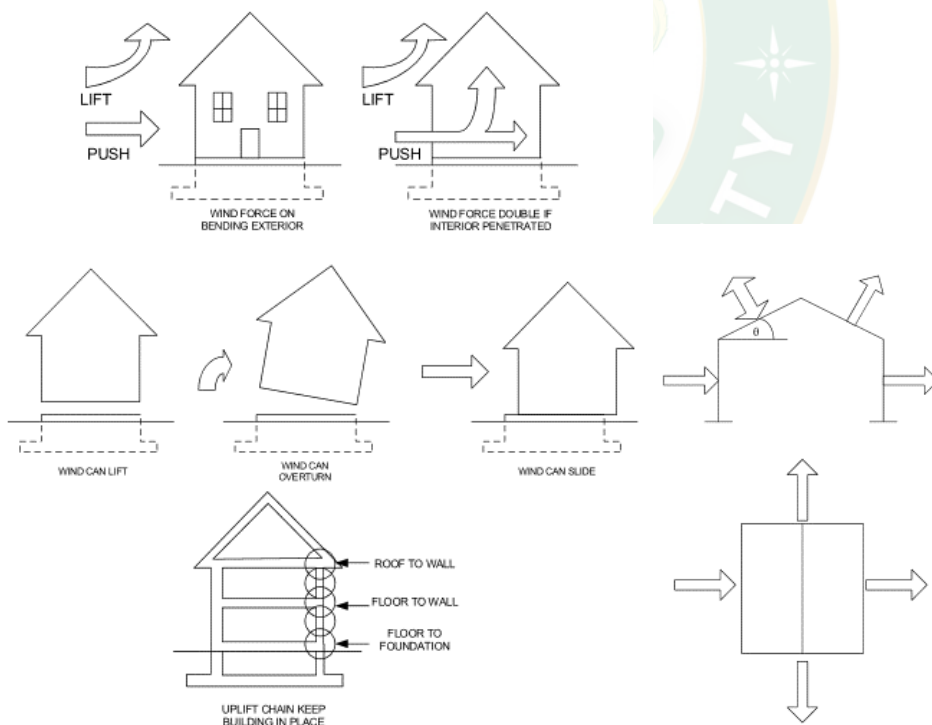 LIFT
PUSH
WIND FORCE ON
BENDING EXTERIOR
LIFT
PUSH
WIND FORCE DOUBLE IF
INTERIOR PENETRATED
TY
WIND CAN LIFT
WIND CAN
OVERTURN
WIND CAN SLIDE
θ
ROOF TO WALL
FLOOR TO WALL
FLOOR TO
FOUNDATION
UPLIFT CHAIN KEEP
BUILDING IN PLACE